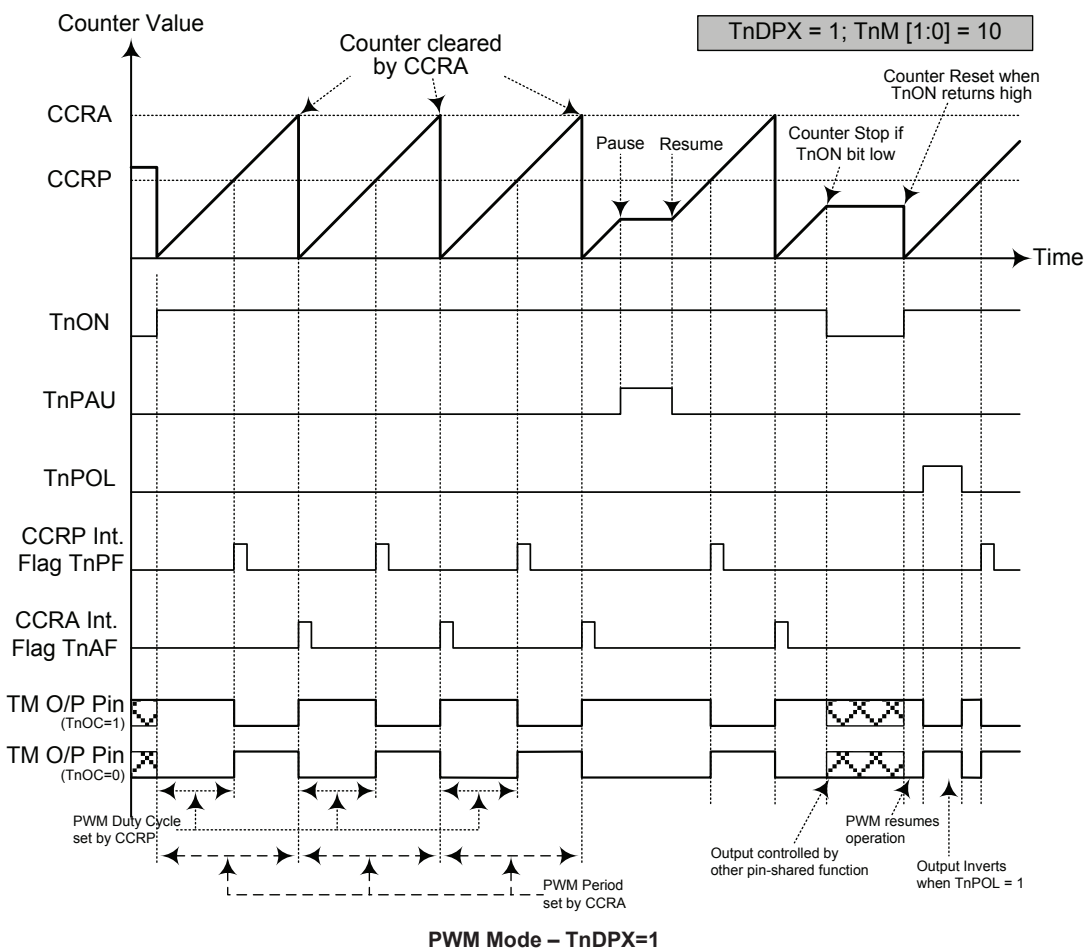 Counter Value
TnDPX = 1; TnM [1:0] = 10
Counter cleared
by CCRA
Counter Reset when
TnON returns high
CCRA
Pause
Resume
Counter Stop if
TnON bit low
CCRP
Time
TnON
TnPAU
TnPOL
CCRP Int.
Flag TnPF
CCRA Int.
Flag TnAF
TM O/P Pin
(TnOC=1)
TM O/P Pin
(TnOC=0)
PWM Duty Cycle
set by CCRP
PWM resumes
operation
Output controlled by
other pin-shared function
Output Inverts
when TnPOL = 1
PWM Period
set by CCRA
PWM Mode – TnDPX=1